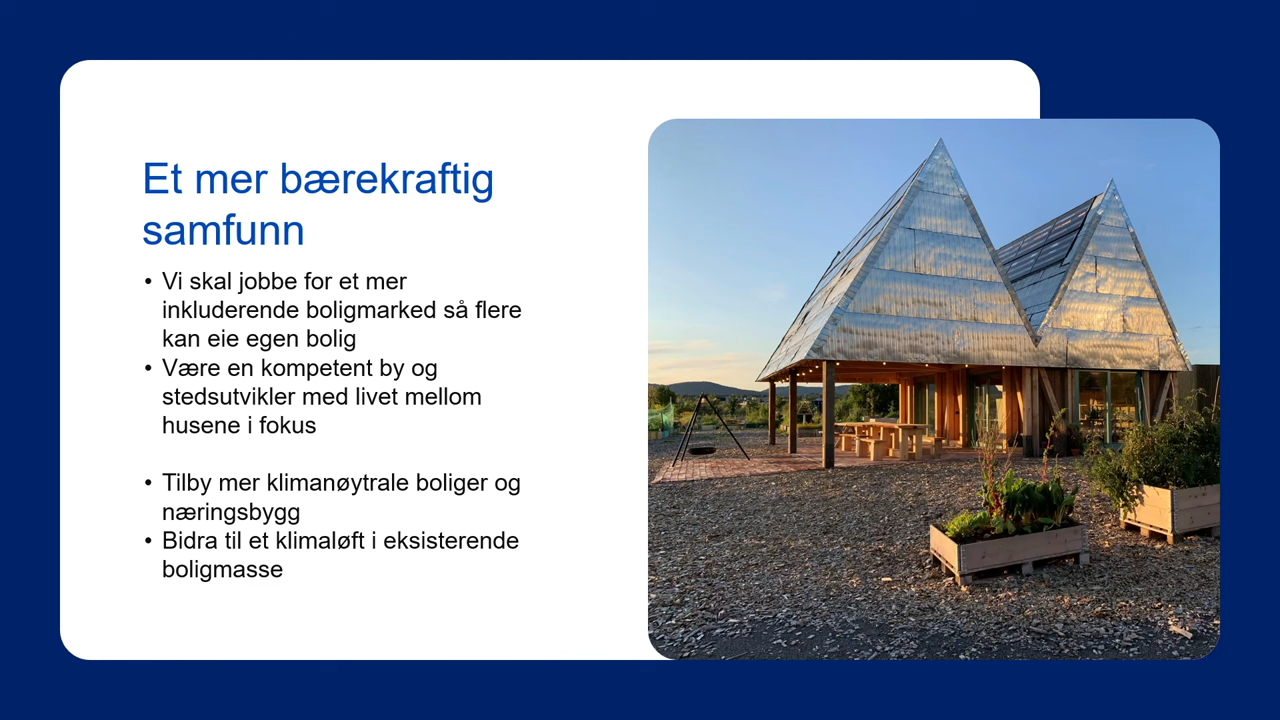 Et mer bærekraftig
samfunn
• Vi skal jobbe for et mer
inkluderende boligmarked så flere
kan eie egen bolig
• Være en kompetent by og
stedsutvikler med livet mellom
husene i fokus
• Tilby mer klimanøytrale boliger og
næringsbygg
• Bidra til et klimaløft i eksisterende
boligmasse